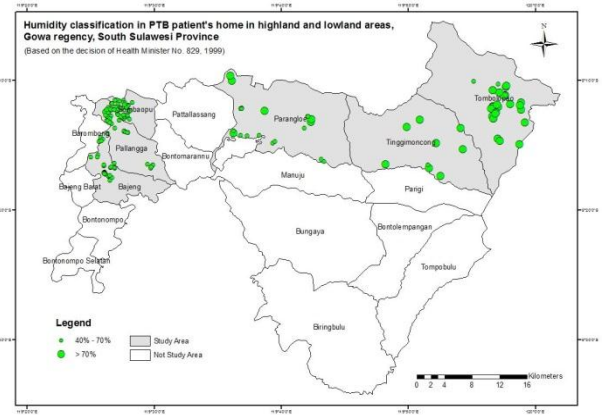 Humidity classification in PTB patient's home in highland and lowland areas,
Gowa regency, South Sulawesi Province
(Based on the decision of Health Minister No. 829, 1999)
N
Pattallassang
Parangloe
Tinggimoncong
Barombong
Pallangga
Bontomarannu
Manuju
Parigi
Bajeng Barat
Bajeng
Bontonompo
Bungaya
Bontolempangan
Bontonompo Selatan
Tompobulu
Biringbulu
Legend
40% - 70%
> 70%
Study Area
Not Study Area
Kilometers
0 2 4 8 12 16